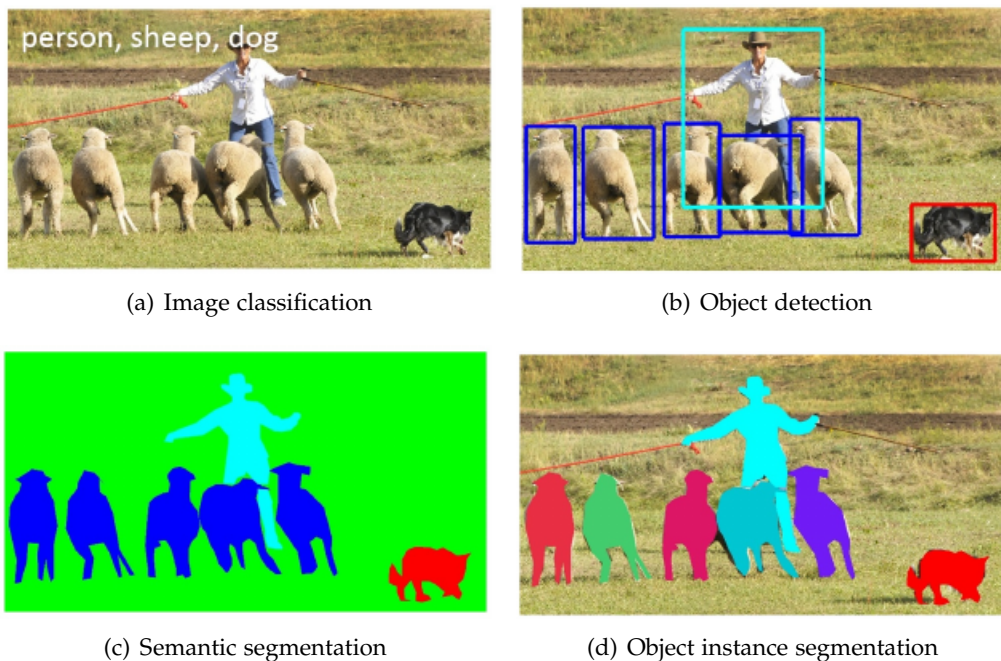 person, sheep, dog
(a) Image classification
(b) Object detection
(c) Semantic segmentation
(d) Object instance segmentation